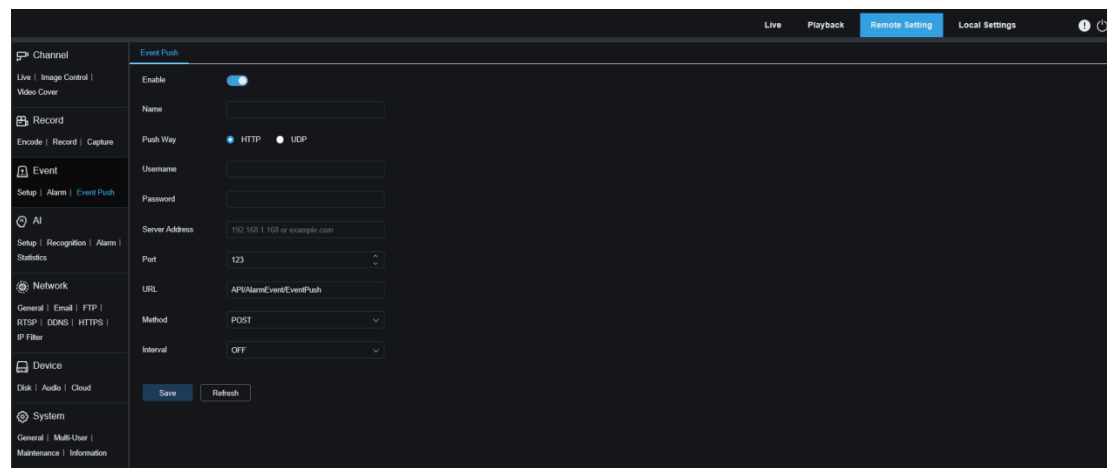 Live Playback Remote Setting Local Settings
Channel
Live | Image Control |
Video Cover
Record
Encode | Record | Capture
Event
Setup | Alarm | Event Push
AI
Setup | Recognition | Alarm |
Statistics
Network
General | Email | FTP |
RTSP | DDNS | HTTPS |
IP Filter
Device
Disk | Audio | Cloud
System
General | Multi-User |
Maintenance | Information
Event Push
Enable
Name
Push Way HTTP UDP
Username
Password
Server Address 192.168.1.168 or example.com
Port 123
URL API/AlarmEvent/EventPush
Method POST
Interval OFF
Save Refresh